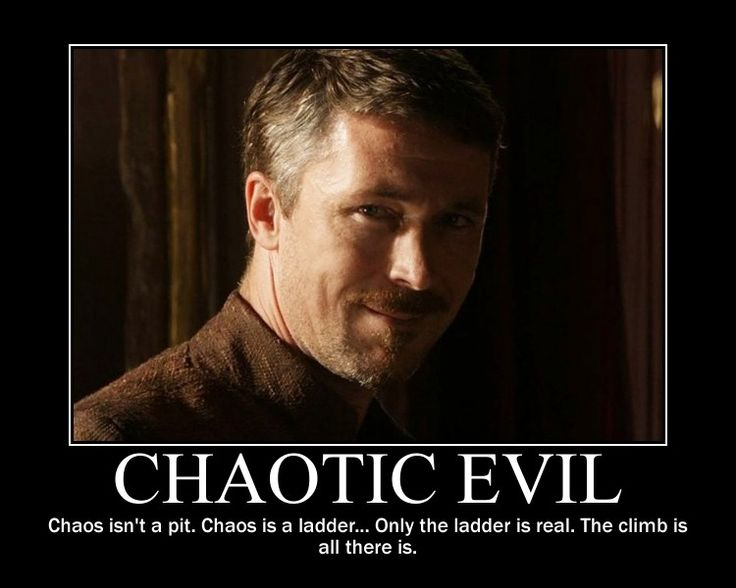 CHAOTIC EVIL
Chaos isn't a pit. Chaos is a ladder... Only the ladder is real. The climb is
all there is.